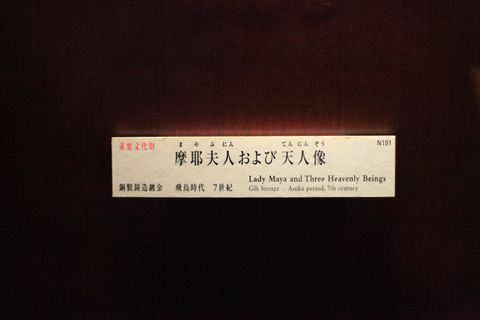 重要文化財
まやぶにん てんにんぞう
摩耶夫人および天人像
N191
Lady Maya and Three Heavenly Beings
銅製鋳造鍍金 飛鳥時代 7世紀
Gilt bronze Asuka period, 7th century